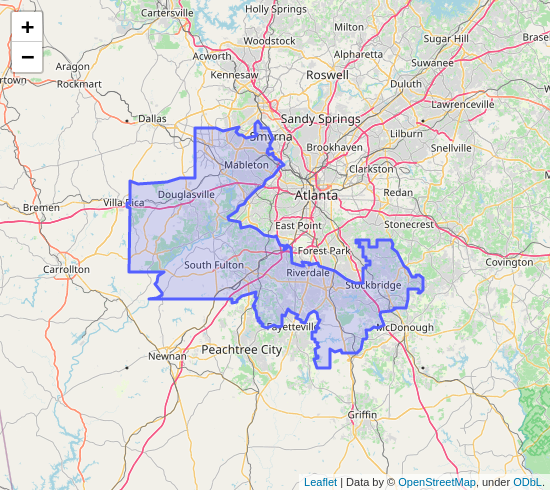 +
−
Cartersville
Holly Springs
Milton
Woodstock
Sugar Hill
Acworth
Alpharetta
Suwanee
Kennesaw
Roswell
Aragon
Rockmart
Duluth
Lawrenceville
Dallas
Sandy Springs
Smyrna
Lilburn
Brookhaven
Snellville
Mableton
Clarkston
Douglasville
Atlanta
Redan
Bremen
Villa Rica
East Point
Stonecrest
Forest Park
Carrollton
South Fulton
Riverdale
Covington
Stockbridge
Fayetteville
McDonough
Newnan
Peachtree City
Griffin
Leaflet | Data by © OpenStreetMap, under ODbL.